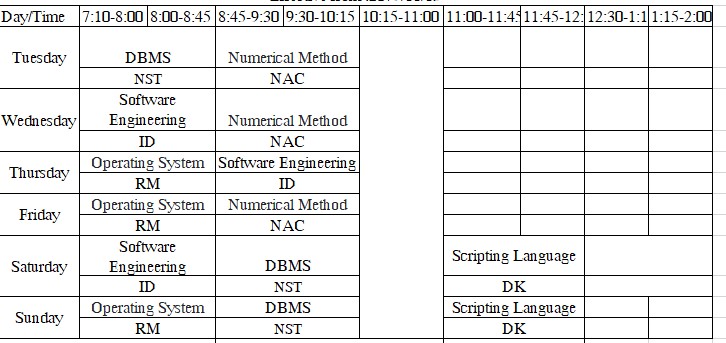 Day/Time 7:10-8:00 8:00-8:45 8:45-9:30 9:30-10:15 10:15-11:00 11:00-11:45 11:45-12: 12:30-1:1 1:15-2:00
Tuesday DBMS Numerical Method
NST NAC
Wednesday Software Engineering Numerical Method
ID NAC
Thursday Operating System Software Engineering
RM ID
Friday Operating System Numerical Method
RM NAC
Saturday Software Engineering DBMS Scripting Language
ID NST DK
Sunday Operating System DBMS Scripting Language
RM NST DK